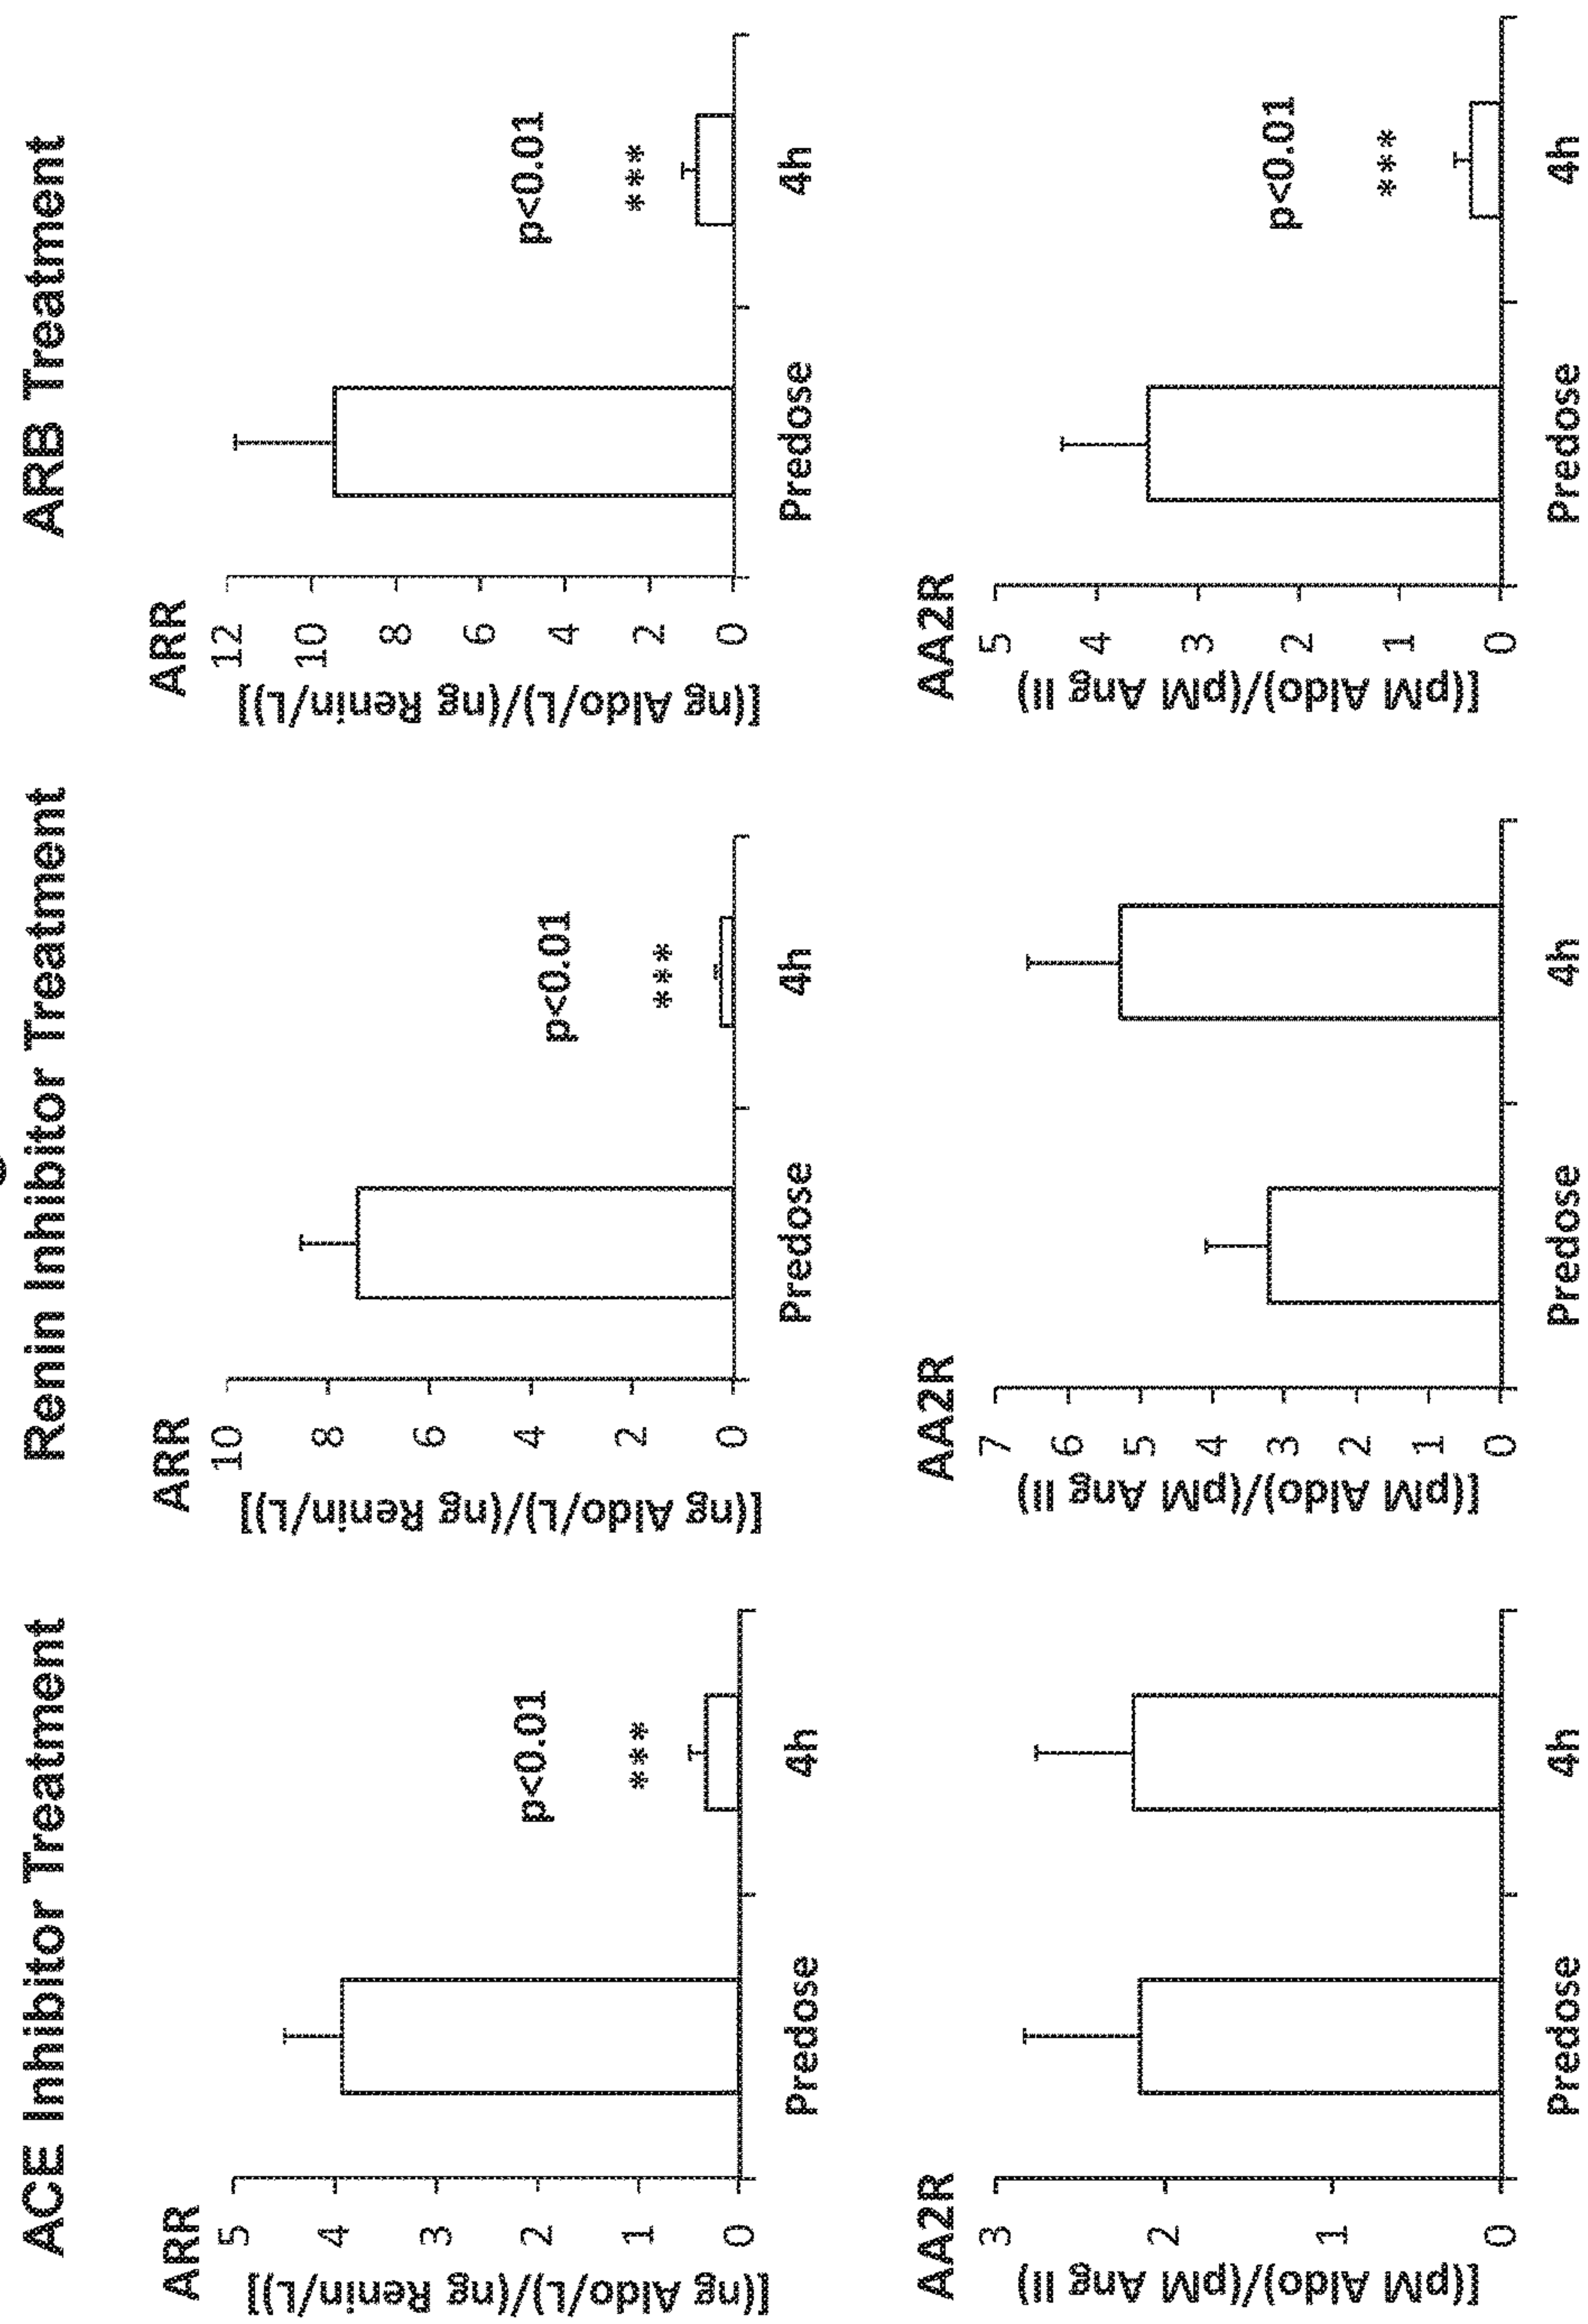 ACE Inhibitor Treatment
ARR
[(ng Aldo/L)/(ng Renin/L)]
5
4
3
2
1
0
p<0.01
***
Predose
4h
AA2R
[(pM Aldo)/(pM Ang II)
3
2
1
0
Predose
4h
Renin Inhibitor Treatment
ARR
[(ng Aldo/L)/(ng Renin/L)]
10
8
6
4
2
0
p<0.01
***
Predose
4h
AA2R
[(pM Aldo)/(pM Ang II)
7
6
5
4
3
2
1
0
Predose
4h
ARB Treatment
ARR
[(ng Aldo/L)/(ng Renin/L)]
12
10
8
6
4
2
0
p<0.01
***
Predose
4h
AA2R
[(pM Aldo)/(pM Ang II)
5
4
3
2
1
0
p<0.01
***
Predose
4h